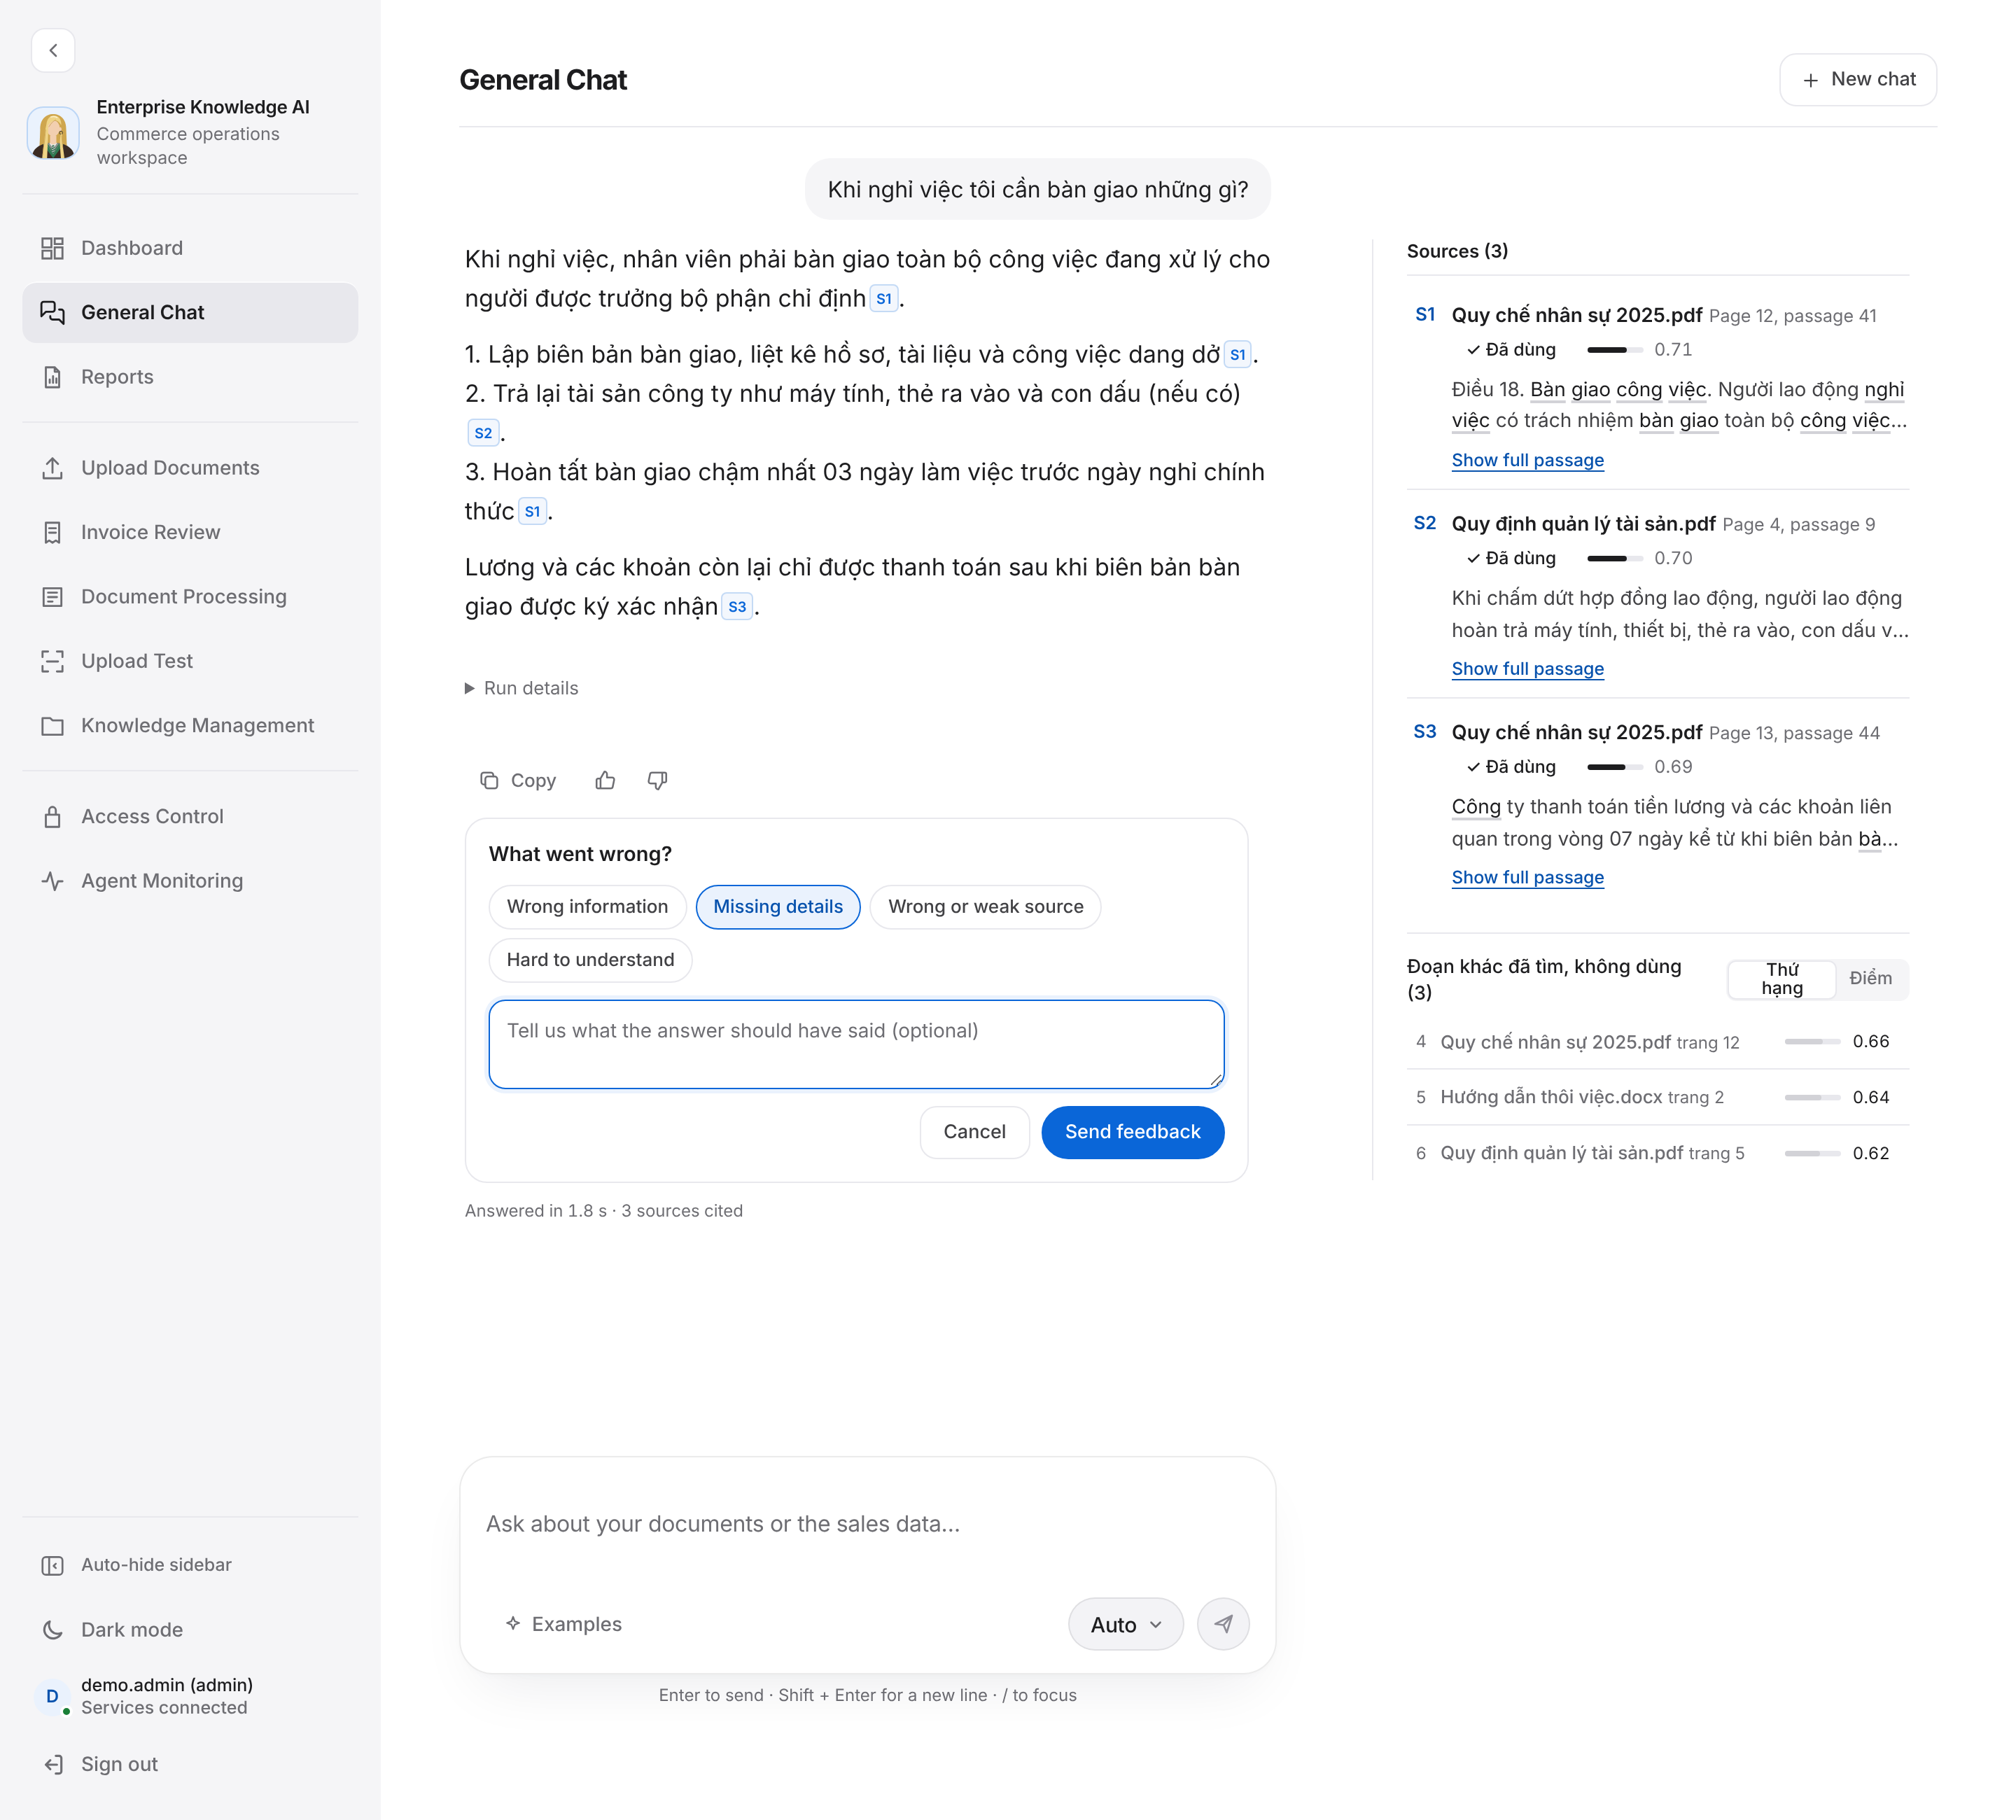 Enterprise Knowledge AI
Commerce operations
workspace
Dashboard
General Chat
Reports
Upload Documents
Invoice Review
Document Processing
Upload Test
Knowledge Management
Access Control
Agent Monitoring
Auto-hide sidebar
Dark mode
D
demo.admin (admin)
Services connected
Sign out
General Chat
New chat
Khi nghỉ việc tôi cần bàn giao những gì?
Khi nghỉ việc, nhân viên phải bàn giao toàn bộ công việc đang xử lý cho
người được trưởng bộ phận chỉ định S1.
1. Lập biên bản bàn giao, liệt kê hồ sơ, tài liệu và công việc dang dở S1.
2. Trả lại tài sản công ty như máy tính, thẻ ra vào và con dấu (nếu có)
S2.
3. Hoàn tất bàn giao chậm nhất 03 ngày làm việc trước ngày nghỉ chính
thức S1.
Lương và các khoản còn lại chỉ được thanh toán sau khi biên bản bàn
giao được ký xác nhận S3.
Run details
Copy
What went wrong?
Wrong information
Missing details
Wrong or weak source
Hard to understand
Tell us what the answer should have said (optional)
Cancel
Send feedback
Answered in 1.8 s · 3 sources cited
Sources (3)
S1 Quy chế nhân sự 2025.pdf Page 12, passage 41
Đã dùng 0.71
Điều 18. Bàn giao công việc. Người lao động nghỉ
việc có trách nhiệm bàn giao toàn bộ công việc...
Show full passage
S2 Quy định quản lý tài sản.pdf Page 4, passage 9
Đã dùng 0.70
Khi chấm dứt hợp đồng lao động, người lao động
hoàn trả máy tính, thiết bị, thẻ ra vào, con dấu v...
Show full passage
S3 Quy chế nhân sự 2025.pdf Page 13, passage 44
Đã dùng 0.69
Công ty thanh toán tiền lương và các khoản liên
quan trong vòng 07 ngày kể từ khi biên bản bà...
Show full passage
Đoạn khác đã tìm, không dùng
(3)
Thứ
hạng
Điểm
4 Quy chế nhân sự 2025.pdf trang 12 0.66
5 Hướng dẫn thôi việc.docx trang 2 0.64
6 Quy định quản lý tài sản.pdf trang 5 0.62
Ask about your documents or the sales data...
Examples
Auto
Enter to send · Shift + Enter for a new line · / to focus